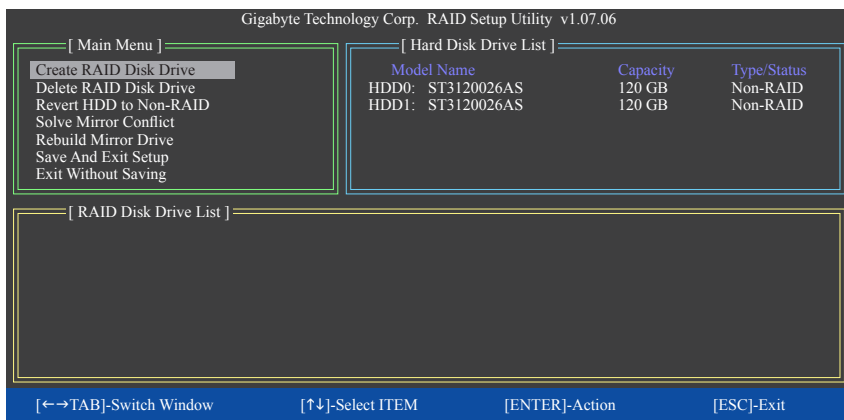 Gigabyte Technology Corp. RAID Setup Utility v1.07.06
[ Main Menu ]
Create RAID Disk Drive
Delete RAID Disk Drive
Revert HDD to Non-RAID
Solve Mirror Conflict
Rebuild Mirror Drive
Save And Exit Setup
Exit Without Saving
[ Hard Disk Drive List ]
Model Name Capacity Type/Status
HDD0: ST3120026AS 120 GB Non-RAID
HDD1: ST3120026AS 120 GB Non-RAID
[ RAID Disk Drive List ]
[←→TAB]-Switch Window [↑↓]-Select ITEM [ENTER]-Action [ESC]-Exit